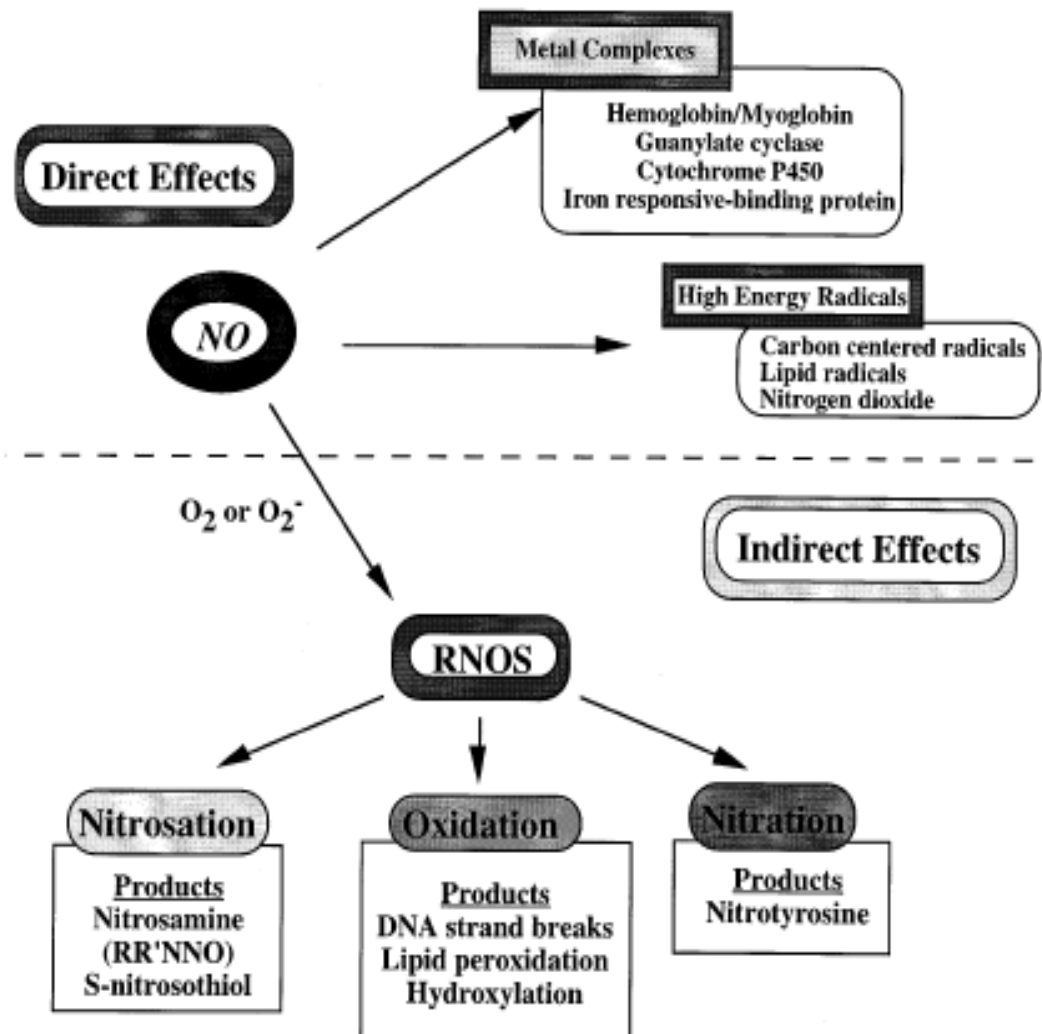 Metal Complexes
Hemoglobin/Myoglobin
Guanylate cyclase
Cytochrome P450
Iron responsive-binding protein
Direct Effects
NO
High Energy Radicals
Carbon centered radicals
Lipid radicals
Nitrogen dioxide
O₂ or O₂⁻
Indirect Effects
RNOS
Nitrosation
Products
Nitrosamine
(RR'NNO)
S-nitrosothiol
Oxidation
Products
DNA strand breaks
Lipid peroxidation
Hydroxylation
Nitration
Products
Nitrotyrosine